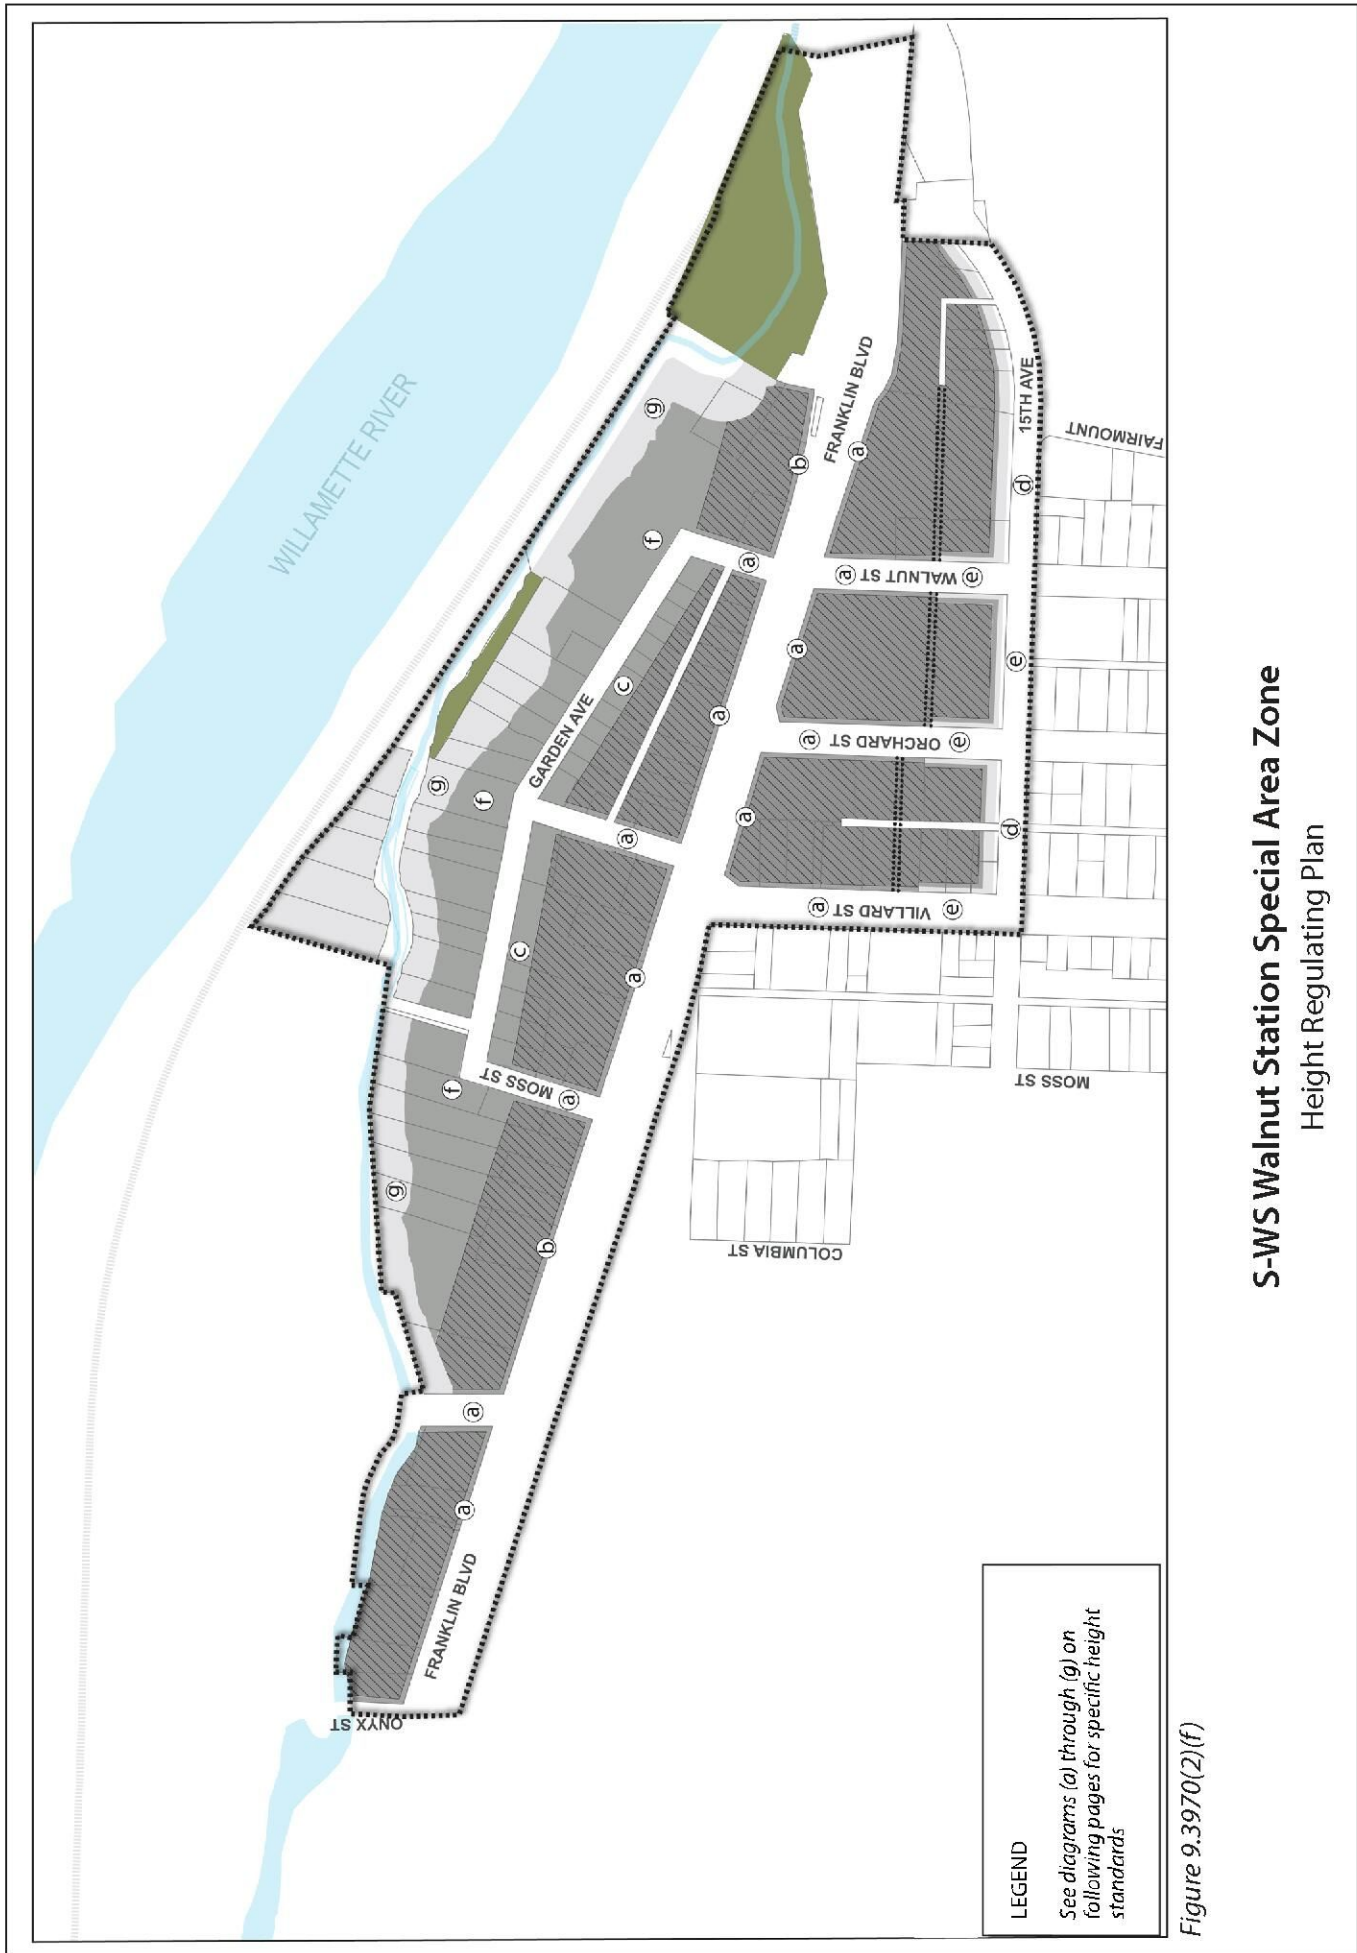 WILLAMETTE RIVER
ONYX ST
g
g
FRANKLIN BLVD
f
a
a
f
MOSS ST
c
b
GARDEN AVE
a
c
a
a
f
g
a
a
a
COLUMBIA ST
a
b
a
a
a
FRANKLIN BLVD
a
VILLARD ST
ORCHARD ST
WALNUT ST
e
e
e
d
e
d
15TH AVE
MOSS ST
FAIRMOUNT
LEGEND
See diagrams (a) through (g) on
following pages for specific height
standards
Figure 9.3970(2)(f)
S-WS Walnut Station Special Area Zone
Height Regulating Plan